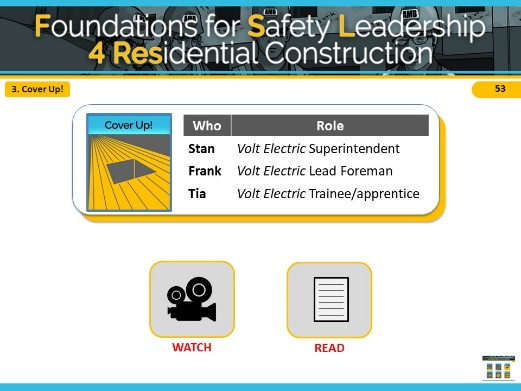 Foundations for Safety Leadership
4 Residential Construction
3. Cover Up!
53
Cover Up!
Who Role
Stan Volt Electric Superintendent
Frank Volt Electric Lead Foreman
Tia Volt Electric Trainee/apprentice
WATCH
READ